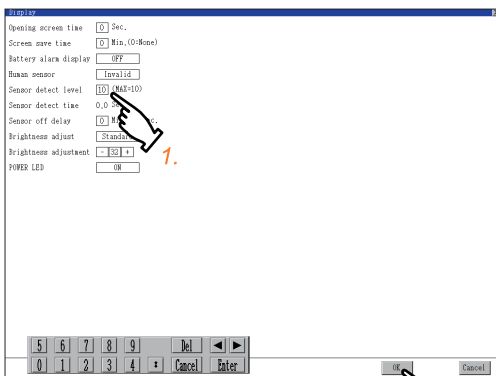 Display
Opening screen time 0 Sec.
Screen save time 0 Min.(0:None)
Battery alarm display OFF
Human sensor Invalid
Sensor detect level 10 (MAX=10)
Sensor detect time 0.0
Sensor off delay 0
Brightness adjust Standard
Brightness adjustment - 32 +
POWER LED ON
1.
5 6 7 8 9 Del ◄ ►
0 1 2 3 4 Cancel Enter
OK Cancel